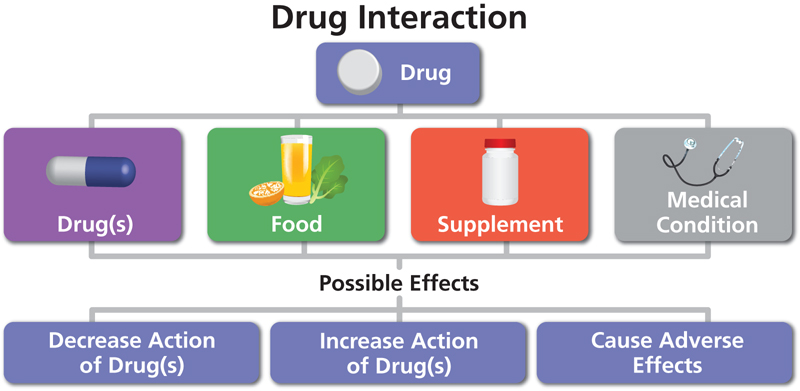 Drug Interaction
Drug
Drug(s)
Food
Supplement
Medical
Condition
Possible Effects
Decrease Action
of Drug(s)
Increase Action
of Drug(s)
Cause Adverse
Effects